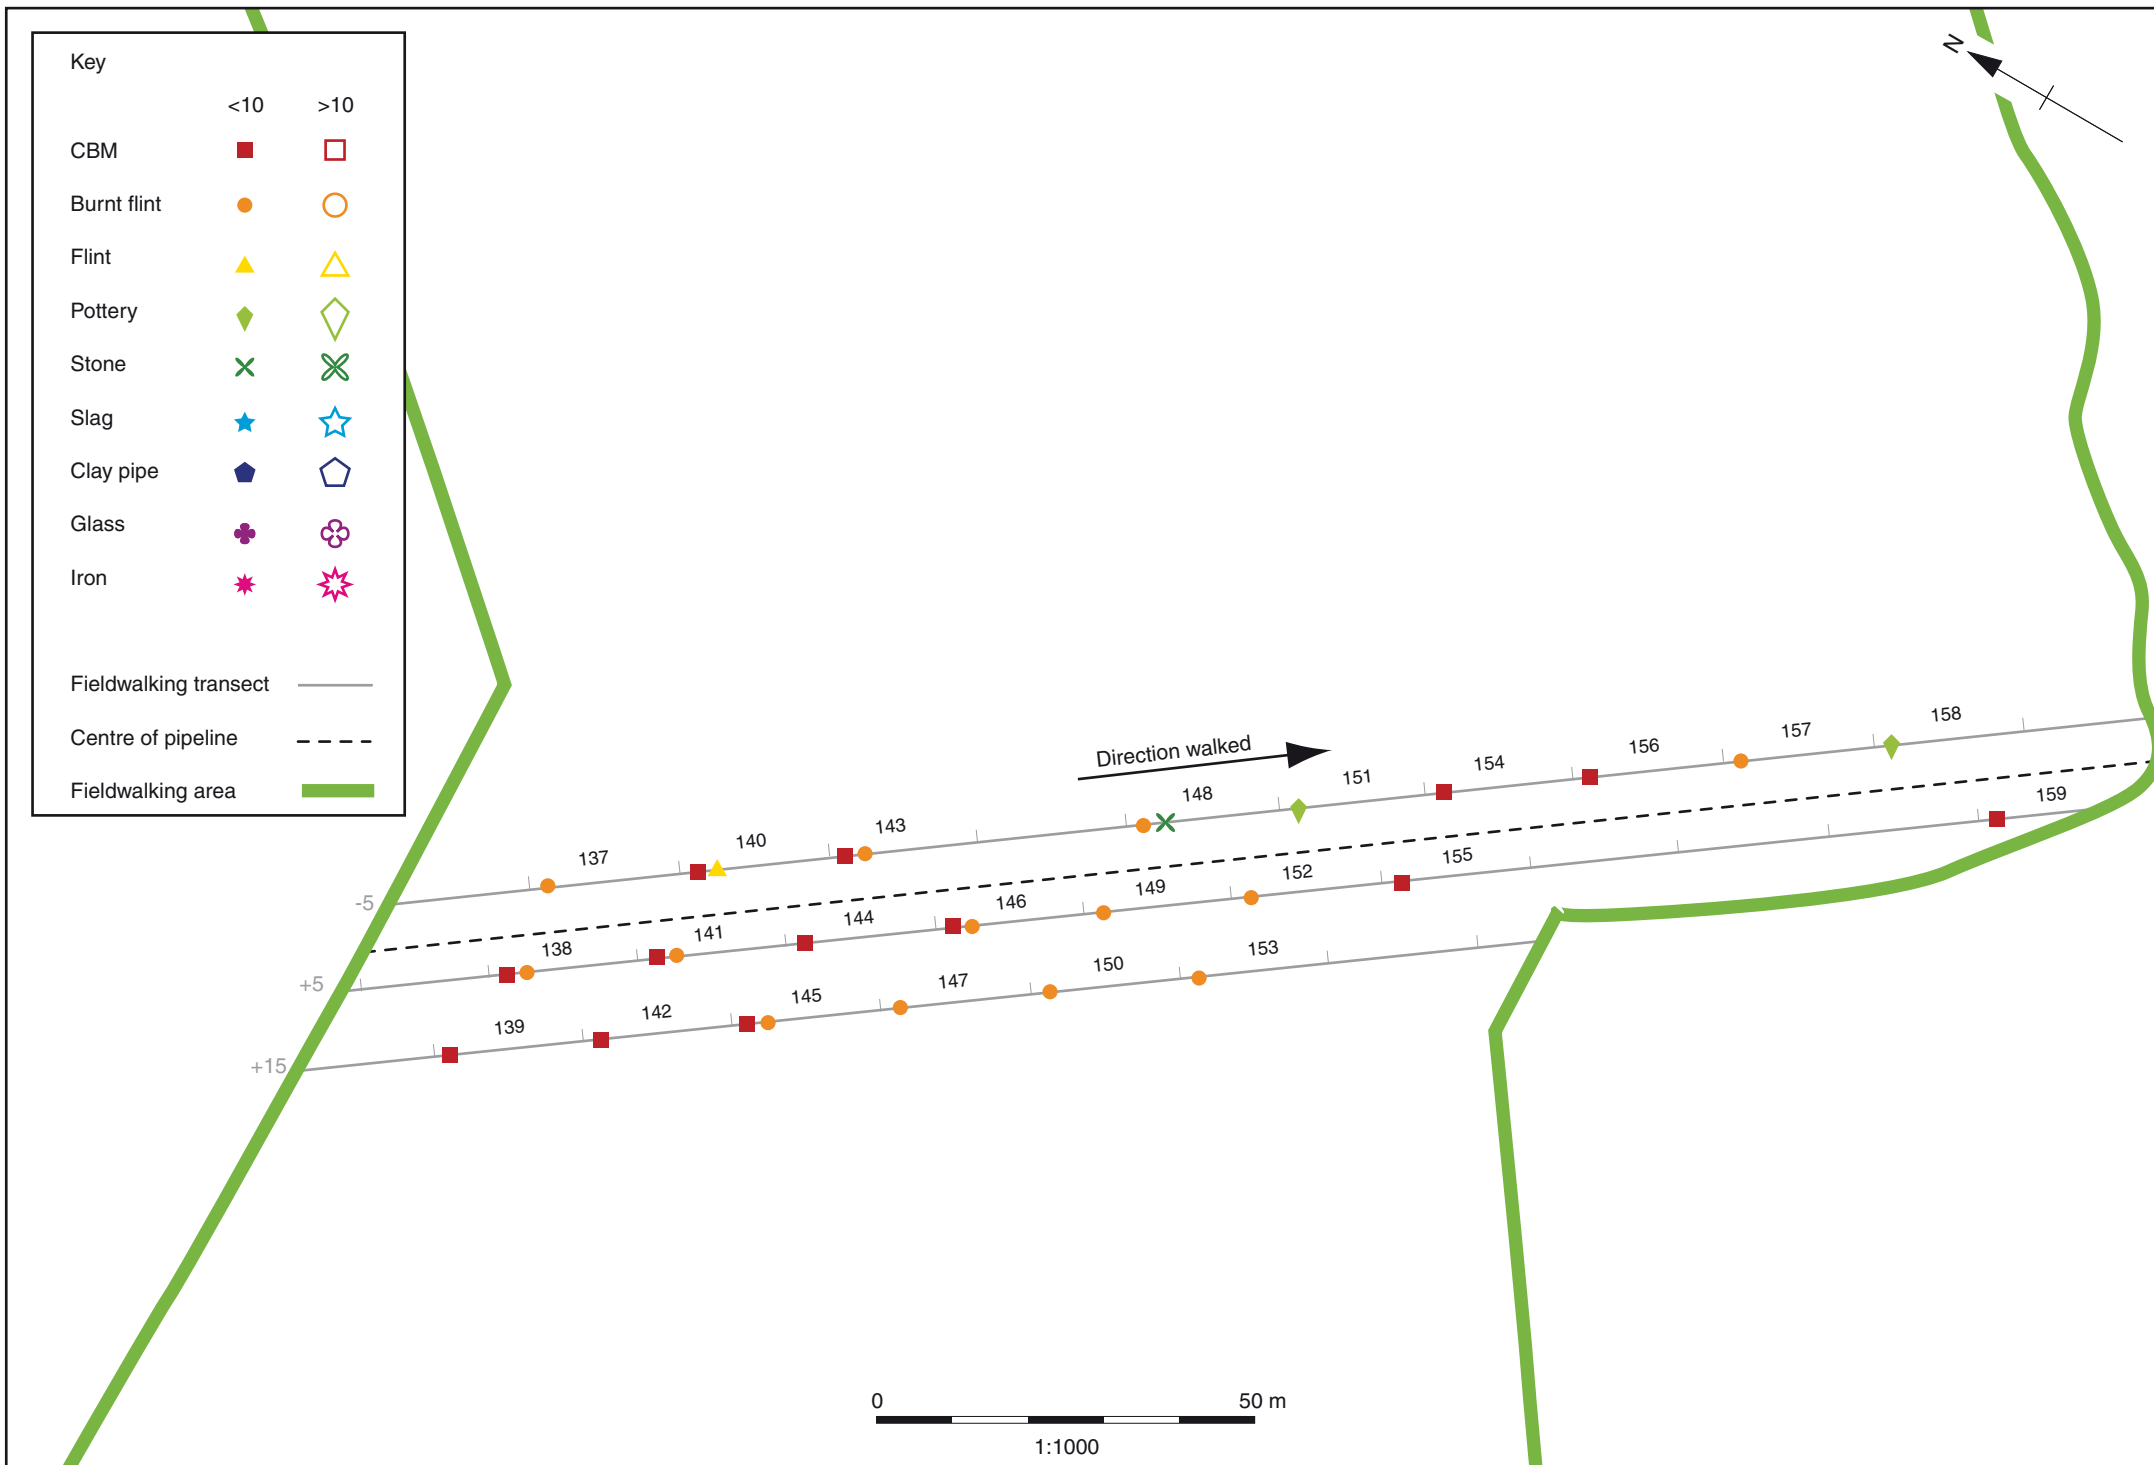 Key
<10 >10
CBM
Burnt flint
Flint
Pottery
Stone
Slag
Clay pipe
Glass
Iron
Fieldwalking transect
Centre of pipeline
Fieldwalking area
N
Direction walked
-5 137 140 143 148 151 154 156 157 158
+5 138 141 144 146 149 152 155 159
+15 139 142 145 147 150 153
0 50 m
1:1000